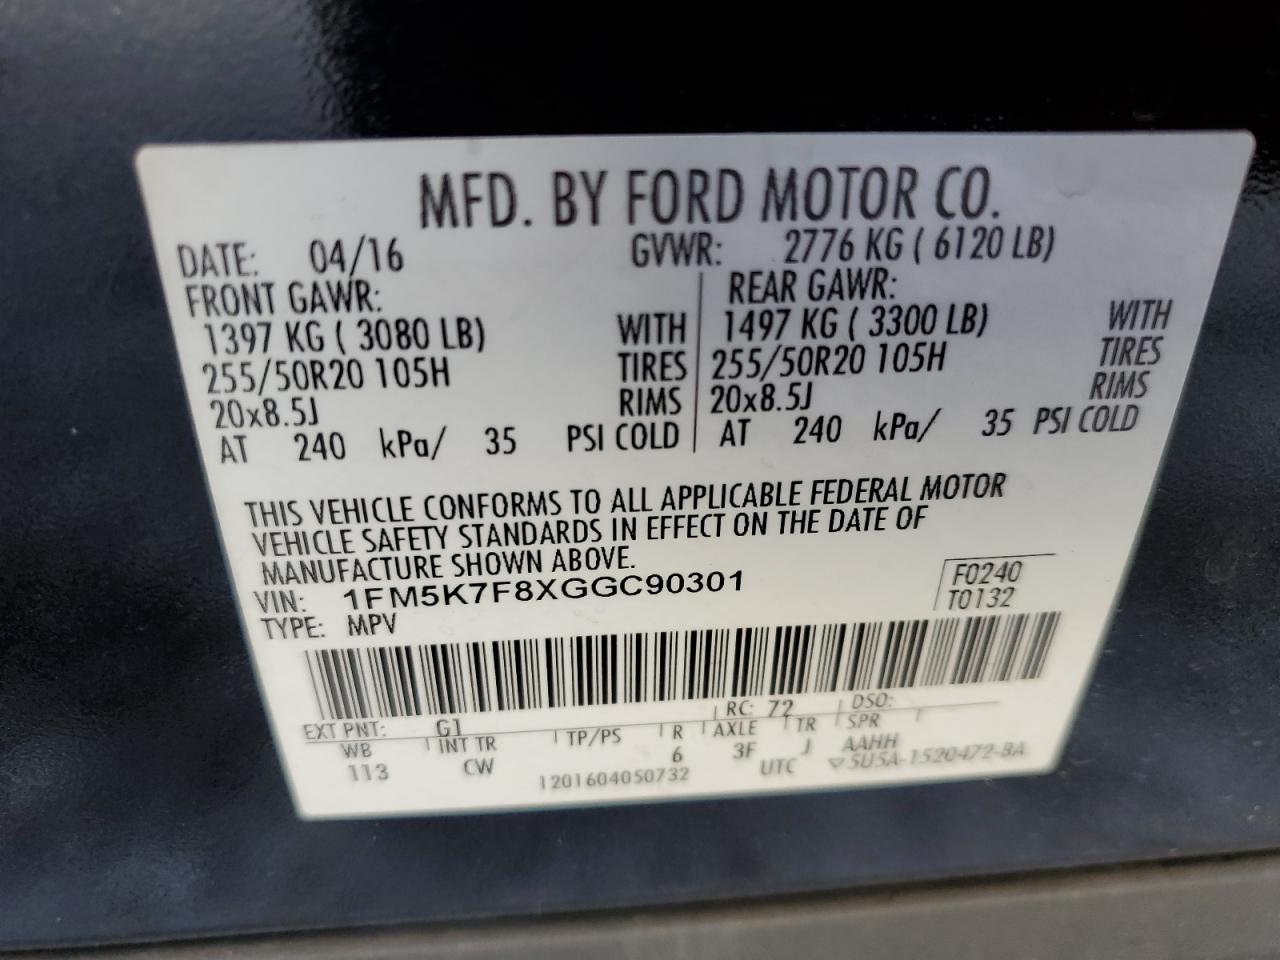 MFD. BY FORD MOTOR CO.
DATE: 04/16 GVWR: 2776 KG ( 6120 LB)
FRONT GAWR: REAR GAWR:
1397 KG ( 3080 LB) WITH 1497 KG ( 3300 LB) WITH
255/50R20 105H TIRES 255/50R20 105H TIRES
20x8.5J RIMS 20x8.5J RIMS
AT 240 kPa/ 35 PSI COLD AT 240 kPa/ 35 PSI COLD
THIS VEHICLE CONFORMS TO ALL APPLICABLE FEDERAL MOTOR
VEHICLE SAFETY STANDARDS IN EFFECT ON THE DATE OF
MANUFACTURE SHOWN ABOVE.
VIN: 1FM5K7F8XGGC90301 F0240
TYPE: MPV T0132
EXT PNT: G1 RC: 72 DSO:
WB INT TR TP/PS R AXLE TR SPR
113 CW 6 3F J AAHH
1201604050732 UTC ▽5U5A-1520472-BA